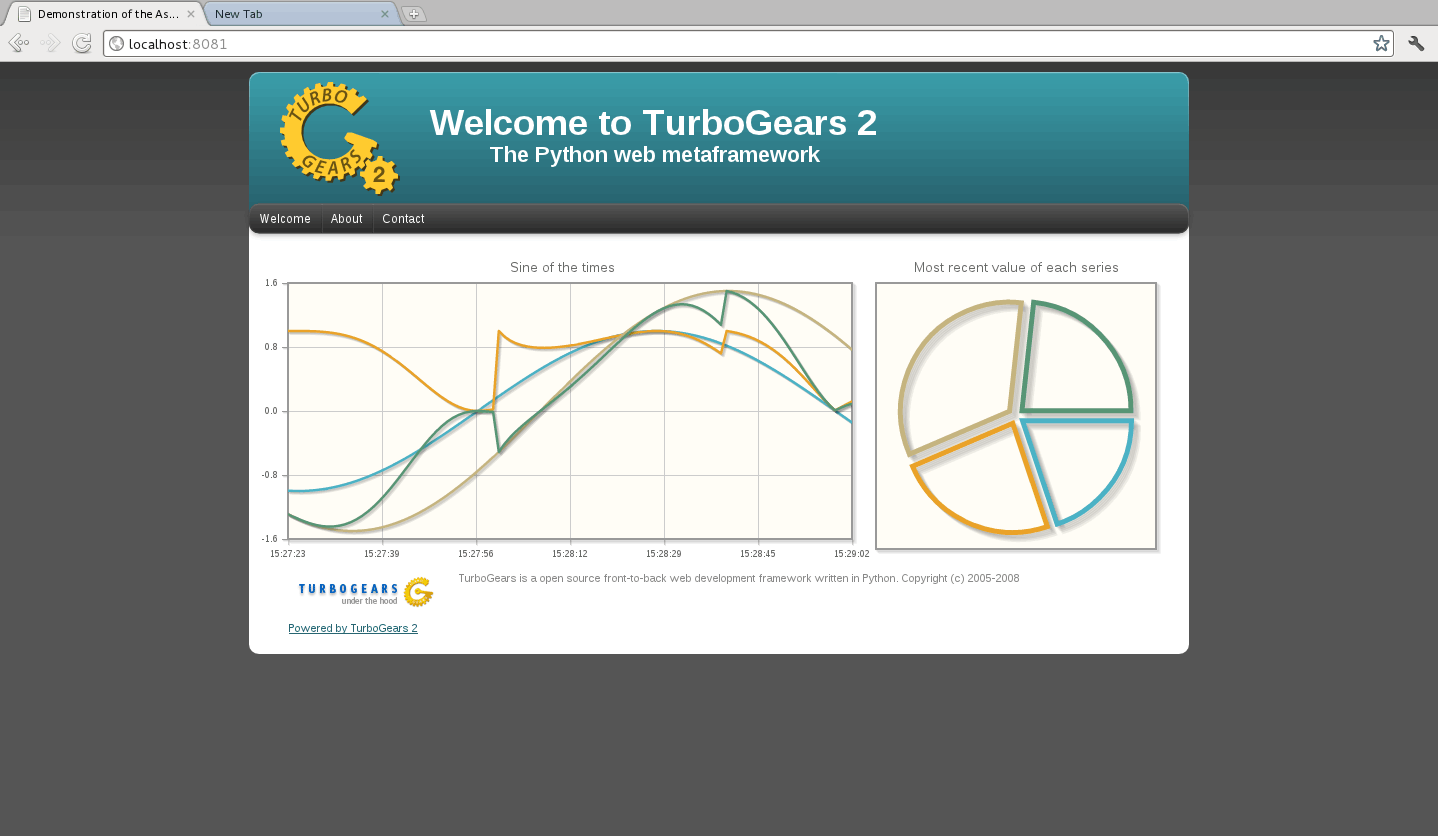 Demonstration of the As...
New Tab
localhost:8081
TURBO
GEARS
2
Welcome to TurboGears 2
The Python web metaframework
Welcome
About
Contact
Sine of the times
Most recent value of each series
1.6
0.8
0.0
-0.8
-1.6
15:27:23
15:27:39
15:27:56
15:28:12
15:28:29
15:28:45
15:29:02
TURBOGEARS
under the hood
TurboGears is a open source front-to-back web development framework written in Python. Copyright (c) 2005-2008
Powered by TurboGears 2